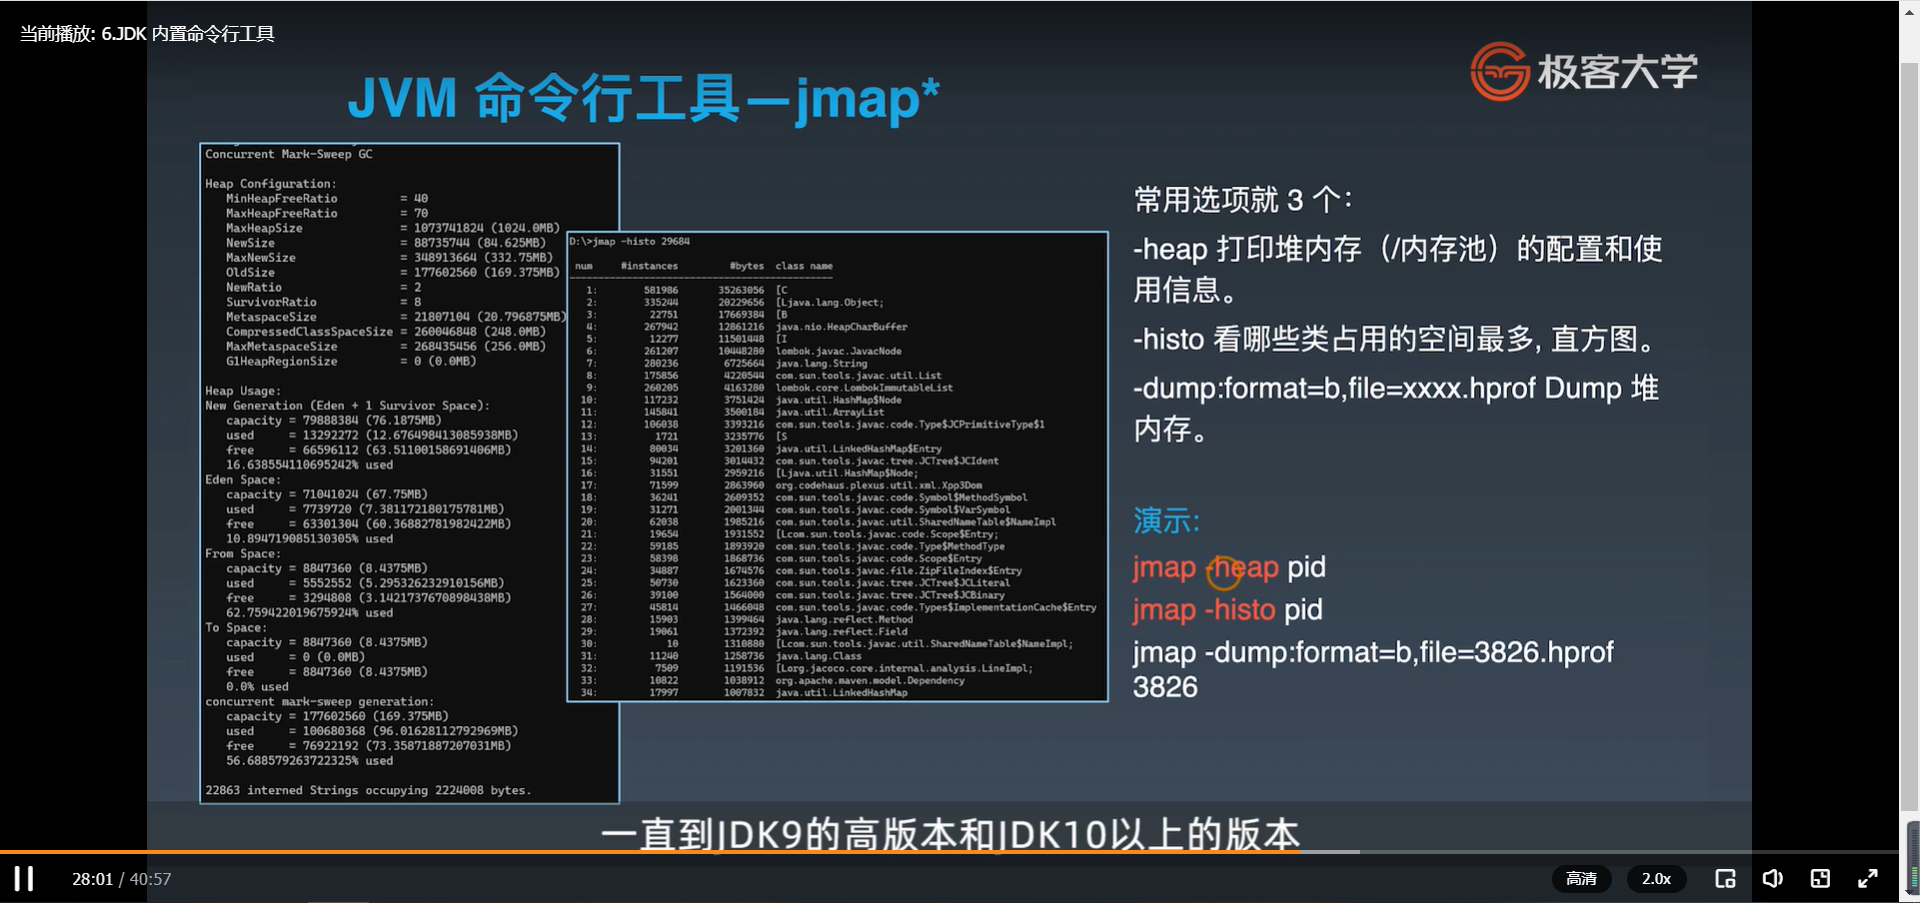 当前播放: 6.JDK 内置命令行工具
极客大学
JVM 命令行工具—jmap*
Concurrent Mark-Sweep GC
Heap Configuration:
MinHeapFreeRatio = 40
MaxHeapFreeRatio = 70
MaxHeapSize = 1073741824 (1024.0MB)
NewSize = 88735744 (84.625MB)
MaxNewSize = 348913664 (332.75MB)
OldSize = 177602560 (169.375MB)
NewRatio = 2
SurvivorRatio = 8
MetaspaceSize = 21807104 (20.796875MB)
CompressedClassSpaceSize = 260046848 (248.0MB)
MaxMetaspaceSize = 268435456 (256.0MB)
G1HeapRegionSize = 0 (0.0MB)
Heap Usage:
New Generation (Eden + 1 Survivor Space):
capacity = 79888384 (76.1875MB)
used = 13292272 (12.676498413085938MB)
free = 66596112 (63.51100158691406MB)
16.638554110695242% used
Eden Space:
capacity = 71041024 (67.75MB)
used = 7739720 (7.381172180175781MB)
free = 63301304 (60.36882781982422MB)
10.894719085130305% used
From Space:
capacity = 8847360 (8.4375MB)
used = 5552552 (5.295326232910156MB)
free = 3294808 (3.1421737670898438MB)
62.759422019675924% used
To Space:
capacity = 8847360 (8.4375MB)
used = 0 (0.0MB)
free = 8847360 (8.4375MB)
0.0% used
concurrent mark-sweep generation:
capacity = 177602560 (169.375MB)
used = 100680368 (96.01628112792969MB)
free = 76922192 (73.35871887207031MB)
56.688579263722325% used
22863 interned Strings occupying 2224008 bytes.
D:\>jmap -histo 29684
num #instances #bytes class name
1: 581986 35263056 [C
2: 335244 20229656 [Ljava.lang.Object;
3: 22751 17669384 [B
4: 267942 12861216 java.nio.HeapCharBuffer
5: 12277 11501448 [I
6: 261207 10448280 lombok.javac.JavacNode
7: 280236 6725664 java.lang.String
8: 175856 4220544 com.sun.tools.javac.util.List
9: 260205 4163280 lombok.core.LombokImmutableList
10: 117232 3751424 java.util.HashMap$Node
11: 145841 3500184 java.util.ArrayList
12: 106038 3393216 com.sun.tools.javac.code.Type$JCPrimitiveType$1
13: 1721 3235776 [S
14: 80034 3201360 java.util.LinkedHashMap$Entry
15: 94201 3014432 com.sun.tools.javac.tree.JCTree$JCIdent
16: 31551 2959216 [Ljava.util.HashMap$Node;
17: 71599 2863960 org.codehaus.plexus.util.xml.Xpp3Dom
18: 36241 2609352 com.sun.tools.javac.code.Symbol$MethodSymbol
19: 31271 2001344 com.sun.tools.javac.code.Symbol$VarSymbol
20: 62038 1985216 com.sun.tools.javac.util.SharedNameTable$NameImpl
21: 19654 1931552 [Lcom.sun.tools.javac.code.Scope$Entry;
22: 59185 1893920 com.sun.tools.javac.code.Type$MethodType
23: 58398 1868736 com.sun.tools.javac.code.Scope$Entry
24: 34887 1674576 com.sun.tools.javac.file.ZipFileIndex$Entry
25: 50730 1623360 com.sun.tools.javac.tree.JCTree$JCLiteral
26: 39100 1564000 com.sun.tools.javac.tree.JCTree$JCBinary
27: 45814 1466048 com.sun.tools.javac.code.Types$ImplementationCache$Entry
28: 15903 1399464 java.lang.reflect.Method
29: 19061 1372392 java.lang.reflect.Field
30: 10 1310880 [Lcom.sun.tools.javac.util.SharedNameTable$NameImpl;
31: 11240 1258736 java.lang.Class
32: 7509 1191536 [Lorg.jacoco.core.internal.analysis.LineImpl;
33: 10822 1038912 org.apache.maven.model.Dependency
34: 17997 1007832 java.util.LinkedHashMap
常用选项就 3 个：
-heap 打印堆内存（/内存池）的配置和使
用信息。
-histo 看哪些类占用的空间最多, 直方图。
-dump:format=b,file=xxxx.hprof Dump 堆
内存。
演示:
jmap -heap pid
jmap -histo pid
jmap -dump:format=b,file=3826.hprof
3826
一直到JDK9的高版本和JDK10以上的版本
28:01 / 40:57
高清
2.0x